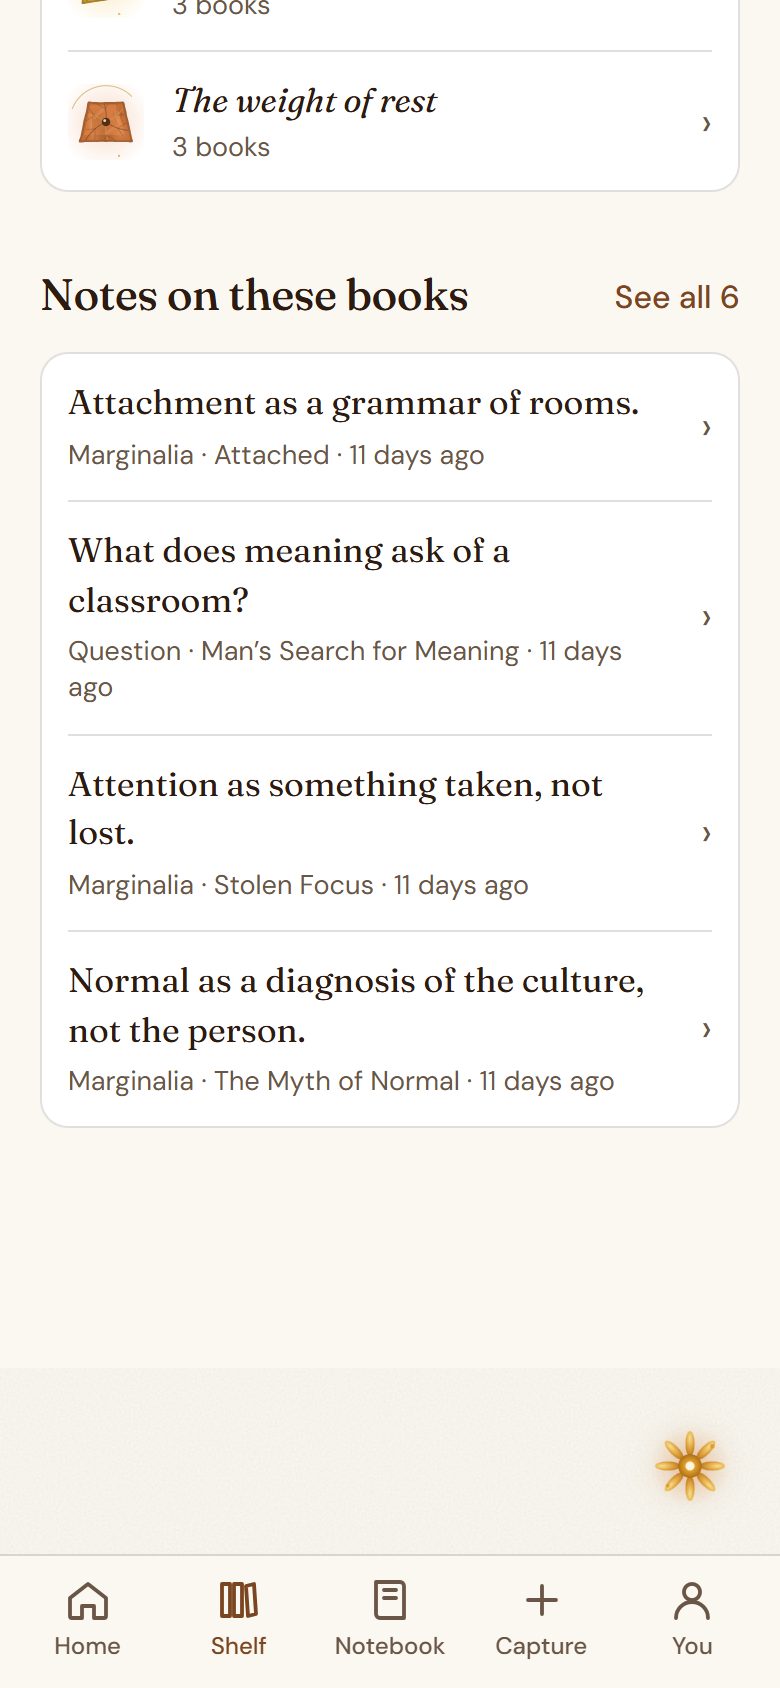 3 books
The weight of rest
3 books
›
Notes on these books
See all 6
Attachment as a grammar of rooms.
Marginalia · Attached · 11 days ago
›
What does meaning ask of a
classroom?
Question · Man’s Search for Meaning · 11 days
ago
›
Attention as something taken, not
lost.
Marginalia · Stolen Focus · 11 days ago
›
Normal as a diagnosis of the culture,
not the person.
Marginalia · The Myth of Normal · 11 days ago
›
Home
Shelf
Notebook
Capture
You